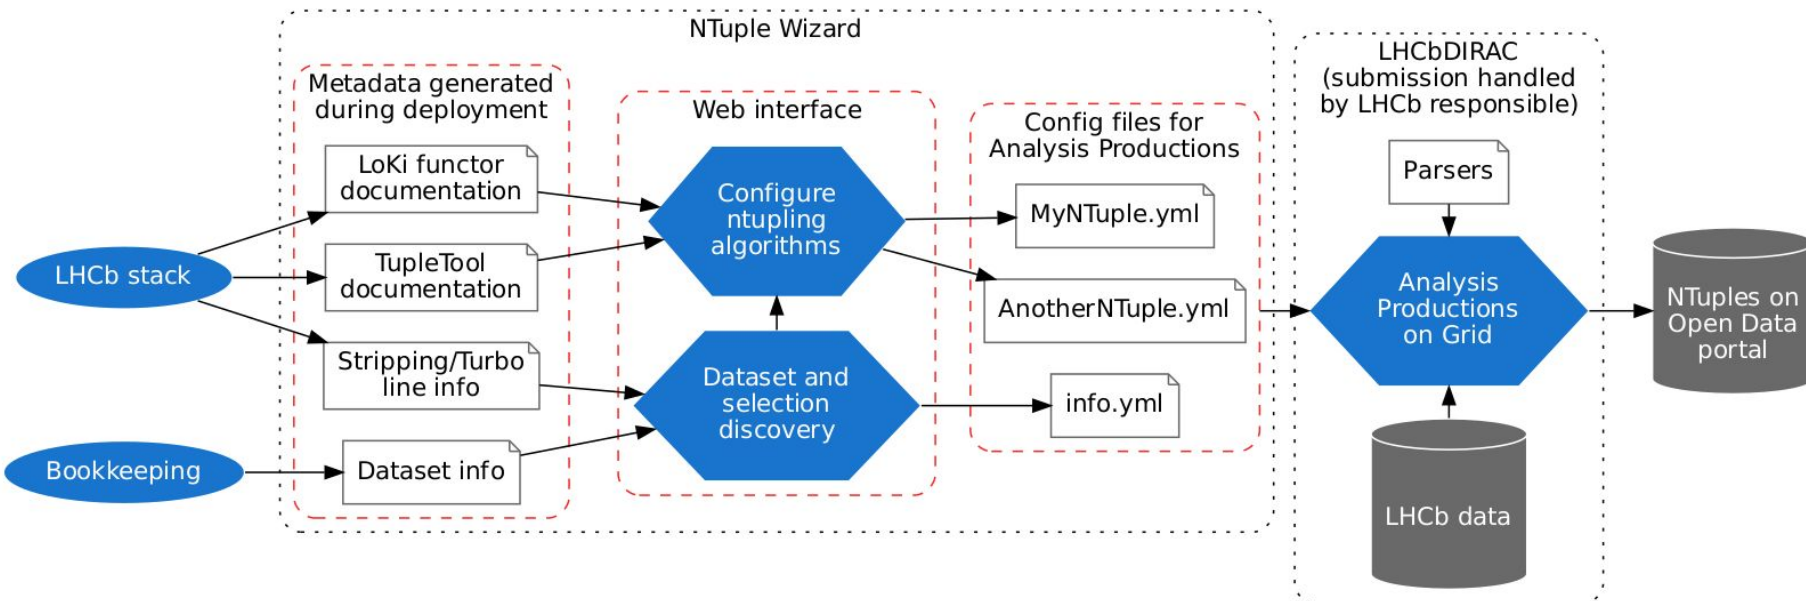 NTuple Wizard
Metadata generated
during deployment
LoKi functor
documentation
TupleTool
documentation
Stripping/Turbo
line info
Dataset info
LHCb stack
Bookkeeping
Web interface
Configure
ntupling
algorithms
Dataset and
selection
discovery
Config files for
Analysis Productions
MyNTuple.yml
AnotherNTuple.yml
info.yml
LHCbDIRAC
(submission handled
by LHCb responsible)
Parsers
Analysis
Productions
on Grid
LHCb data
NTuples on
Open Data
portal